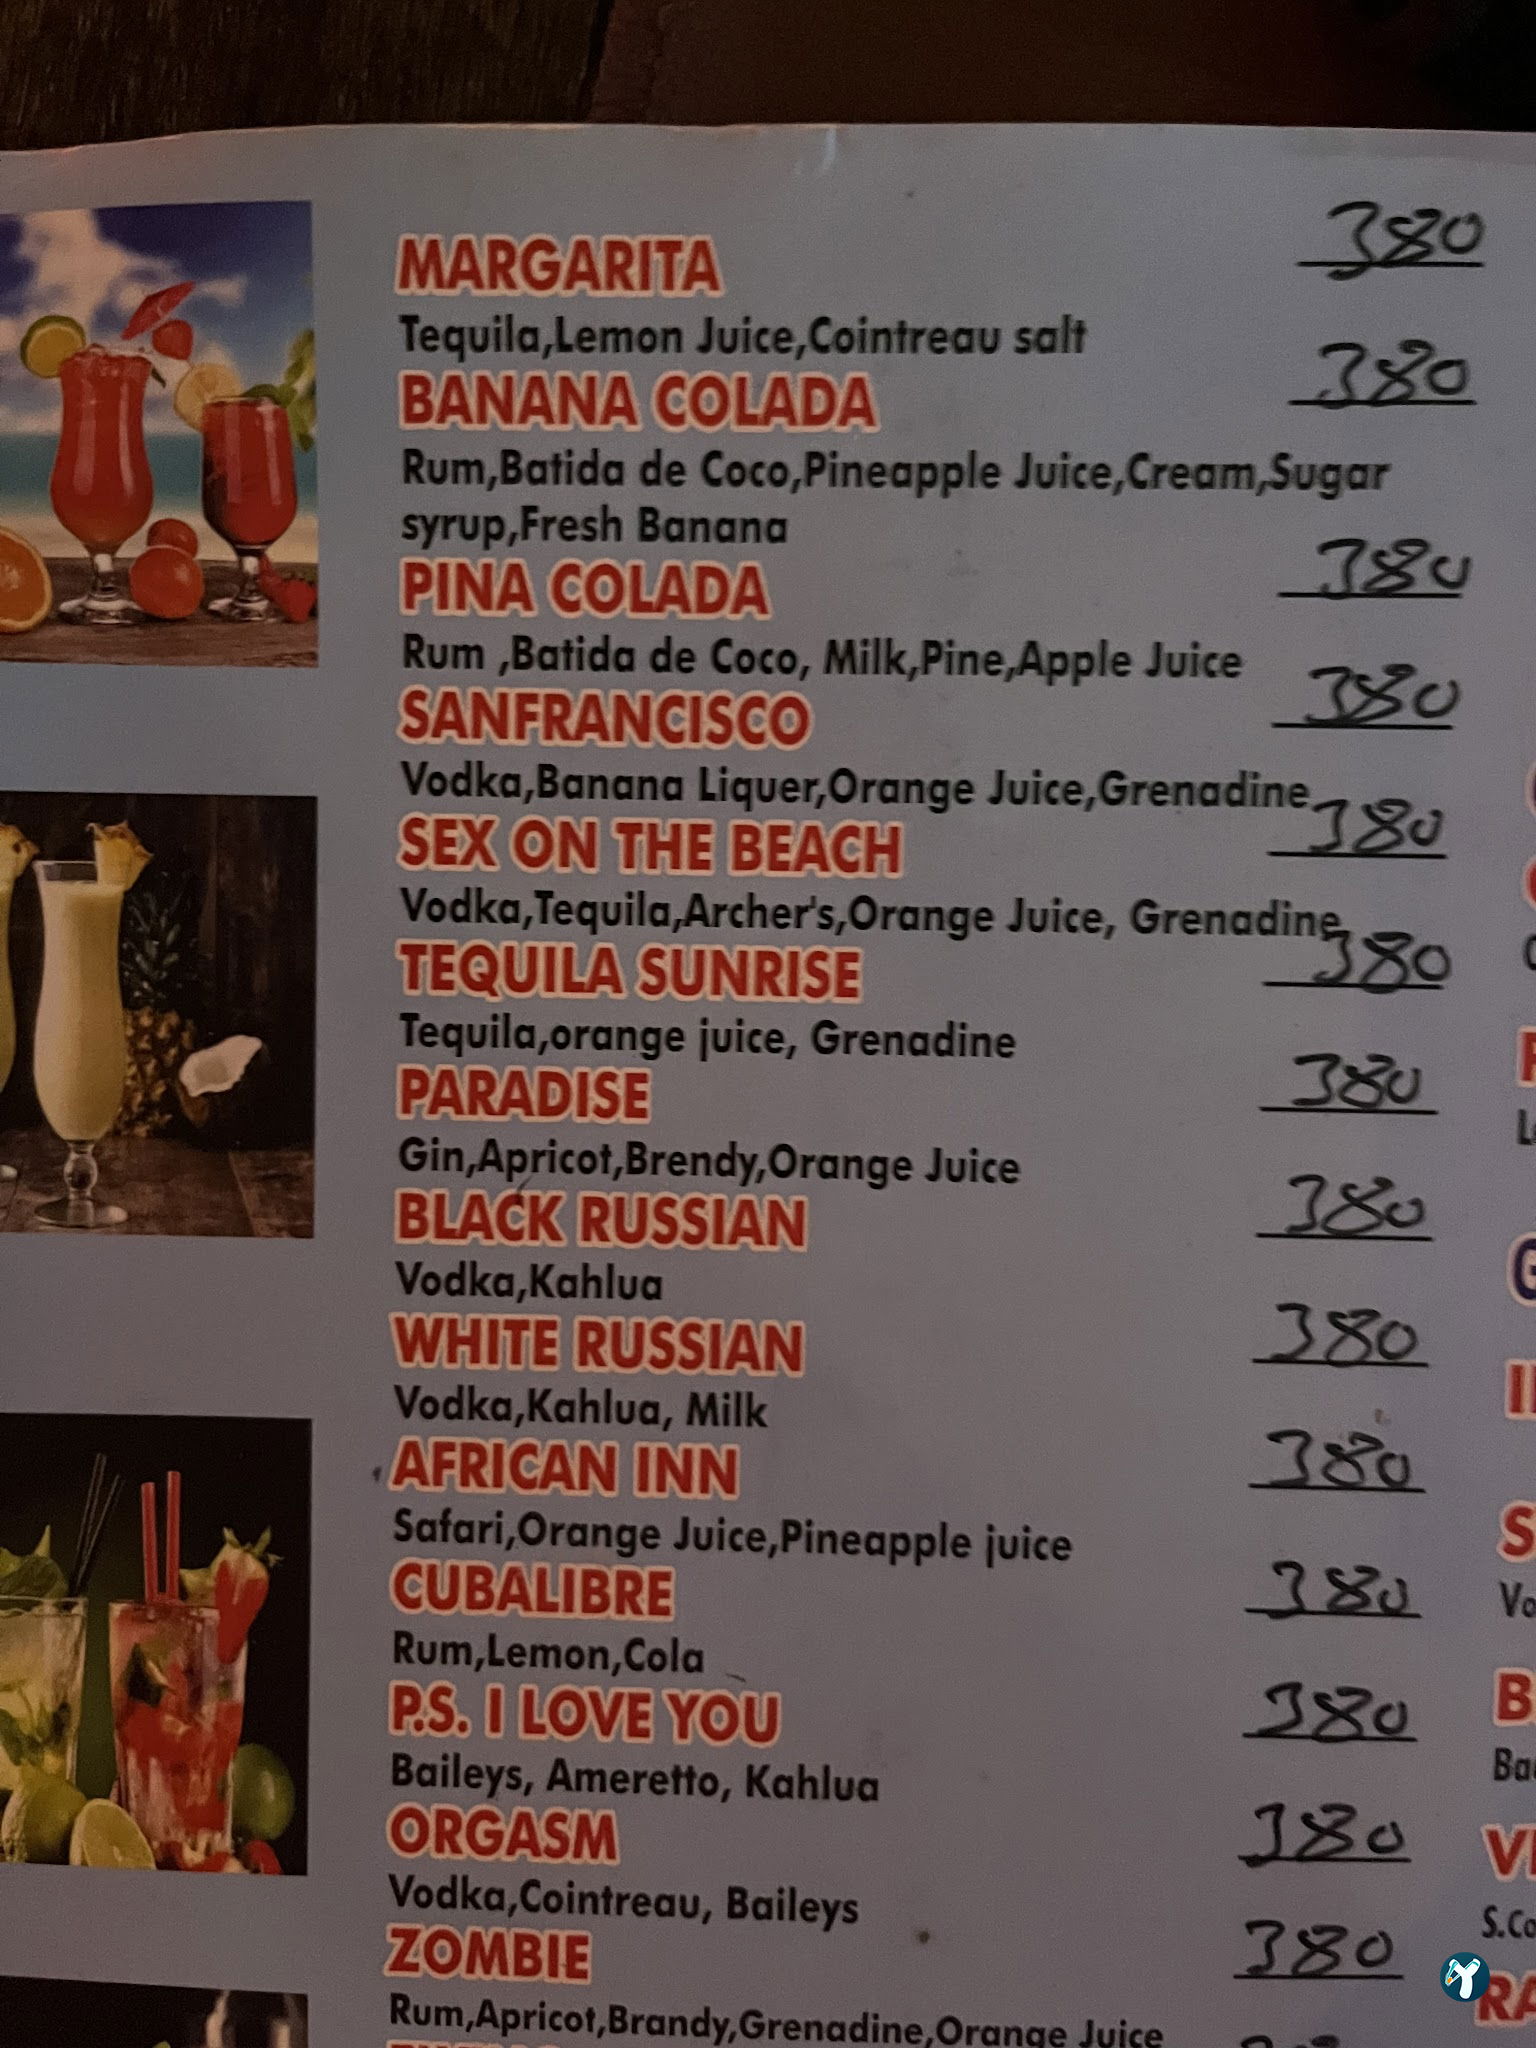 MARGARITA 380
Tequila,Lemon Juice,Cointreau salt
BANANA COLADA 380
Rum,Batida de Coco,Pineapple Juice,Cream,Sugar
syrup,Fresh Banana
PINA COLADA 380
Rum ,Batida de Coco, Milk,Pine,Apple Juice
SANFRANCISCO 380
Vodka,Banana Liquer,Orange Juice,Grenadine
SEX ON THE BEACH 380
Vodka,Tequila,Archer's,Orange Juice, Grenadine
TEQUILA SUNRISE 380
Tequila,orange juice, Grenadine
PARADISE 380
Gin,Apricot,Brendy,Orange Juice
BLACK RUSSIAN 380
Vodka,Kahlua
WHITE RUSSIAN 380
Vodka,Kahlua, Milk
AFRICAN INN 380
Safari,Orange Juice,Pineapple juice
CUBALIBRE 380
Rum,Lemon,Cola
P.S. I LOVE YOU 380
Baileys, Ameretto, Kahlua
ORGASM 380
Vodka,Cointreau, Baileys
ZOMBIE 380
Rum,Apricot,Brandy,Grenadine,Orange Juice